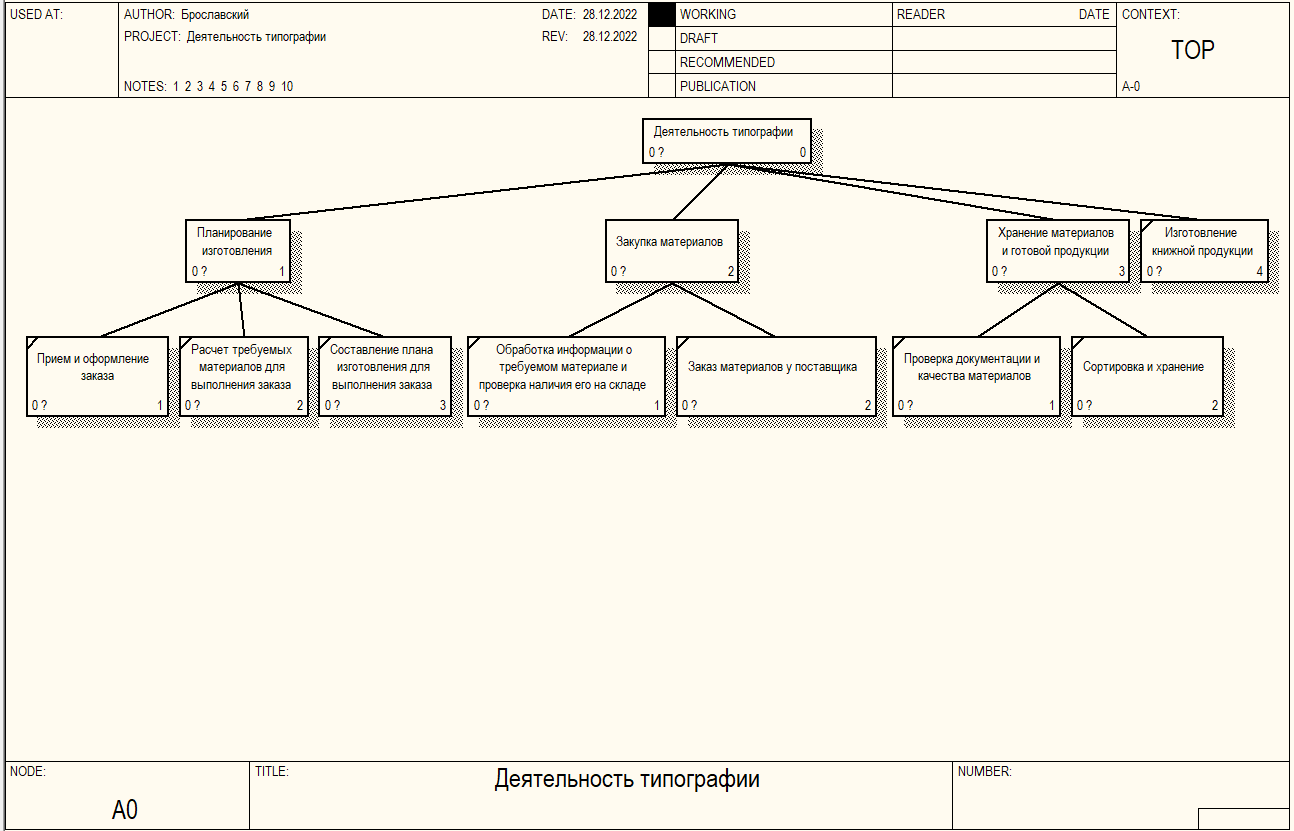 USED AT:
AUTHOR: Брославский
DATE: 28.12.2022
PROJECT: Деятельность типографии
REV: 28.12.2022
NOTES: 1 2 3 4 5 6 7 8 9 10
WORKING
DRAFT
RECOMMENDED
PUBLICATION
READER DATE
CONTEXT:
TOP
A-0
Деятельность типографии
0 ? 0
Планирование
изготовления
0 ? 1
Закупка материалов
0 ? 2
Хранение материалов
и готовой продукции
0 ? 3
Изготовление
книжной продукции
0 ? 4
Прием и оформление
заказа
0 ? 1
Расчет требуемых
материалов для
выполнения заказа
0 ? 2
Составление плана
изготовления для
выполнения заказа
0 ? 3
Обработка информации о
требуемом материале и
проверка наличия его на складе
0 ? 1
Заказ материалов у поставщика
0 ? 2
Проверка документации и
качества материалов
0 ? 1
Сортировка и хранение
0 ? 2
NODE:
A0
TITLE:
Деятельность типографии
NUMBER: